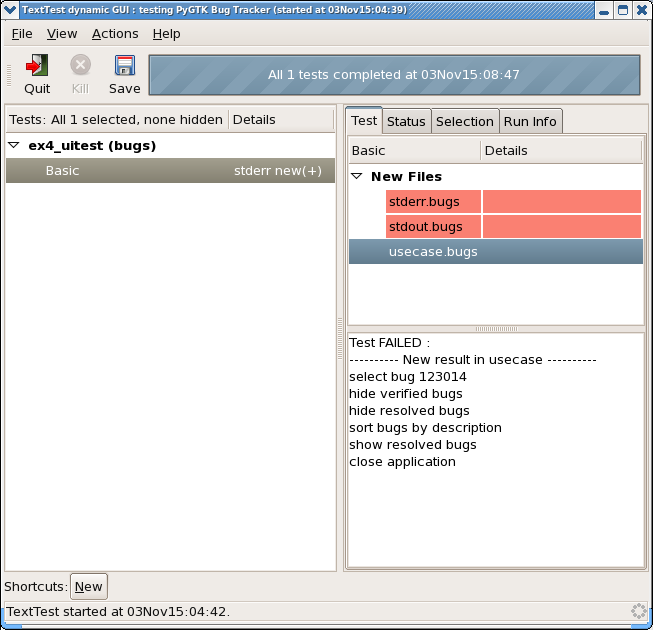 TextTest dynamic GUI : testing PyGTK Bug Tracker (started at 03Nov15:04:39)
File View Actions Help
Quit Kill Save
All 1 tests completed at 03Nov15:08:47
Tests: All 1 selected, none hidden Details
ex4_uitest (bugs)
Basic stderr new(+)
Test Status Selection Run Info
Basic Details
New Files
stderr.bugs
stdout.bugs
usecase.bugs
Test FAILED :
---------- New result in usecase ----------
select bug 123014
hide verified bugs
hide resolved bugs
sort bugs by description
show resolved bugs
close application
Shortcuts: New
TextTest started at 03Nov15:04:42.